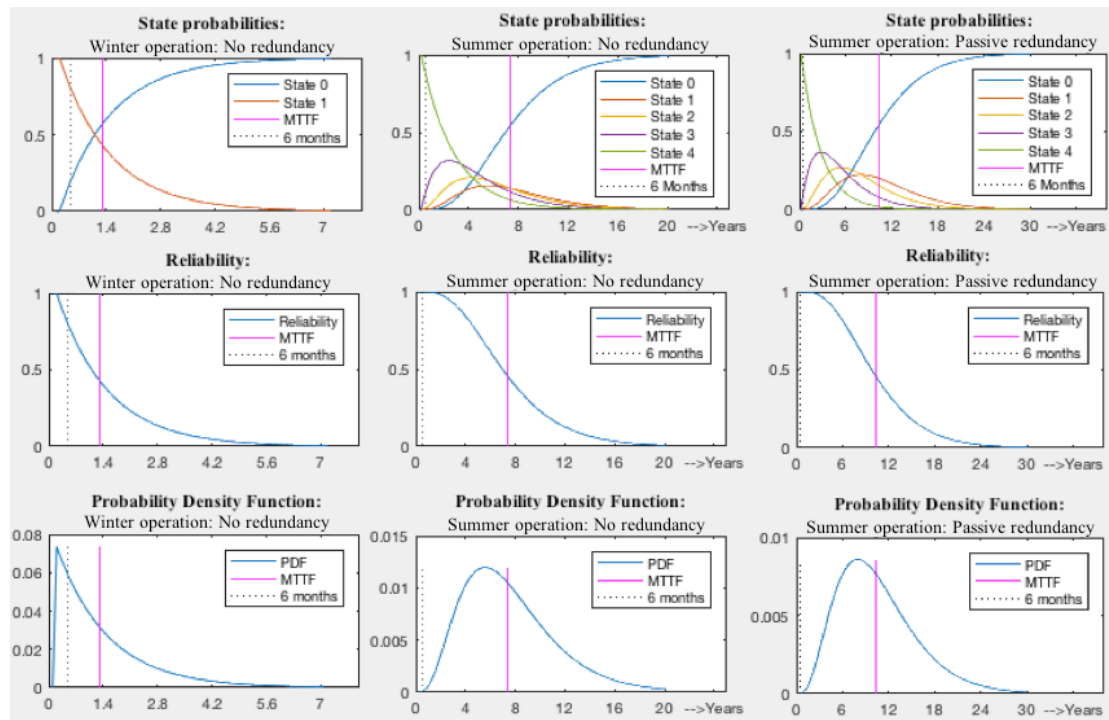 State probabilities:
Winter operation: No redundancy
1
0.5
0
State 0
State 1
MTTF
6 months
0 1.4 2.8 4.2 5.6 7
State probabilities:
Summer operation: No redundancy
1
0.5
0
State 0
State 1
State 2
State 3
State 4
MTTF
6 Months
0 4 8 12 16 20 -->Years
State probabilities:
Summer operation: Passive redundancy
1
0.5
0
State 0
State 1
State 2
State 3
State 4
MTTF
6 Months
0 6 12 18 24 30 -->Years
Reliability:
Winter operation: No redundancy
1
0.5
0
Reliability
MTTF
6 months
0 1.4 2.8 4.2 5.6 7
Reliability:
Summer operation: No redundancy
1
0.5
0
Reliability
MTTF
6 months
0 4 8 12 16 20 -->Years
Reliability:
Summer operation: Passive redundancy
1
0.5
0
Reliability
MTTF
6 months
0 6 12 18 24 30 -->Years
Probability Density Function:
Winter operation: No redundancy
0.08
0.06
0.04
0.02
0
PDF
MTTF
6 months
0 1.4 2.8 4.2 5.6 7
Probability Density Function:
Summer operation: No redundancy
0.015
0.01
0.005
0
PDF
MTTF
6 months
0 4 8 12 16 20 -->Years
Probability Density Function:
Summer operation: Passive redundancy
0.01
0.005
0
PDF
MTTF
6 months
0 6 12 18 24 30 -->Years